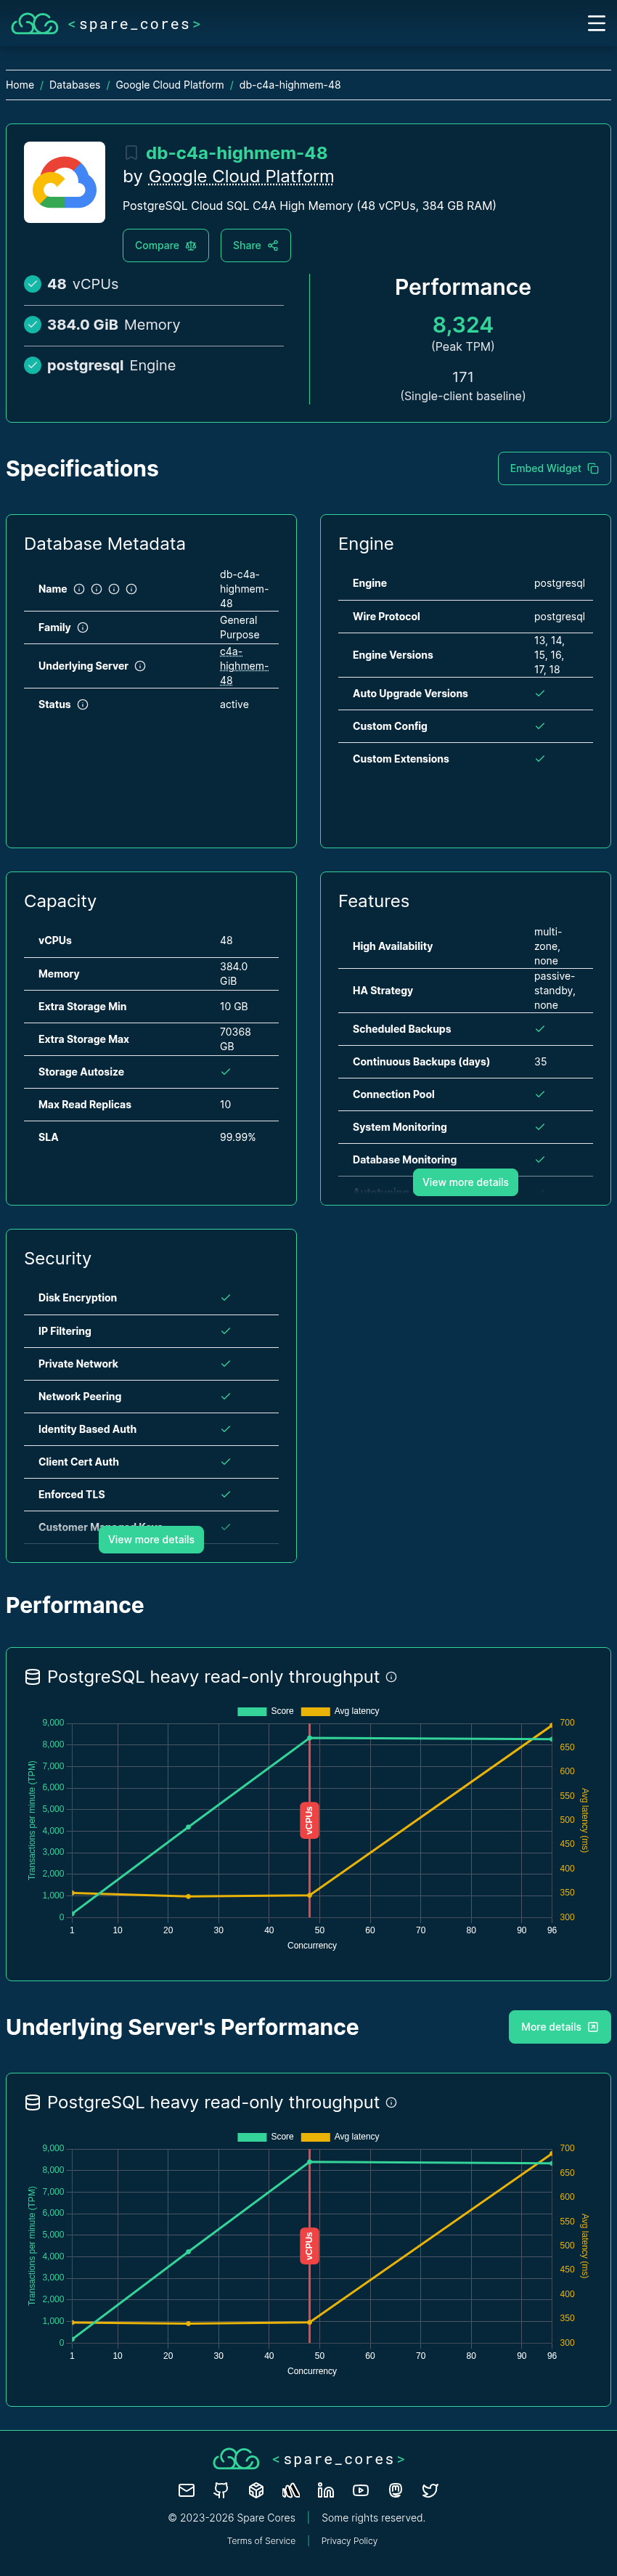 <spare_cores>
Home / Databases / Google Cloud Platform / db-c4a-highmem-48
db-c4a-highmem-48
by Google Cloud Platform
PostgreSQL Cloud SQL C4A High Memory (48 vCPUs, 384 GB RAM)
Compare
Share
48 vCPUs
384.0 GiB Memory
postgresql Engine
Performance
8,324
(Peak TPM)
171
(Single-client baseline)
Specifications
Embed Widget
Database Metadata
Name
db-c4a-
highmem-
48
Family
General
Purpose
Underlying Server
c4a-
highmem-
48
Status
active
Engine
Engine postgresql
Wire Protocol postgresql
Engine Versions
13, 14,
15, 16,
17, 18
Auto Upgrade Versions
Custom Config
Custom Extensions
Capacity
vCPUs 48
Memory
384.0
GiB
Extra Storage Min 10 GB
Extra Storage Max
70368
GB
Storage Autosize
Max Read Replicas 10
SLA 99.99%
Features
High Availability
multi-
zone,
none
HA Strategy
passive-
standby,
none
Scheduled Backups
Continuous Backups (days) 35
Connection Pool
System Monitoring
Database Monitoring
View more details
Security
Disk Encryption
IP Filtering
Private Network
Network Peering
Identity Based Auth
Client Cert Auth
Enforced TLS
Customer
View more details
Performance
PostgreSQL heavy read-only throughput
Score Avg latency
9,000
8,000
7,000
6,000
5,000
4,000
3,000
2,000
1,000
0
Transactions per minute (TPM)
vCPUs
700
650
600
550
500
450
400
350
300
Avg latency (ms)
1 10 20 30 40 50 60 70 80 90 96
Concurrency
Underlying Server's Performance
More details
PostgreSQL heavy read-only throughput
Score Avg latency
9,000
8,000
7,000
6,000
5,000
4,000
3,000
2,000
1,000
0
Transactions per minute (TPM)
vCPUs
700
650
600
550
500
450
400
350
300
Avg latency (ms)
1 10 20 30 40 50 60 70 80 90 96
Concurrency
<spare_cores>
© 2023-2026 Spare Cores | Some rights reserved.
Terms of Service | Privacy Policy